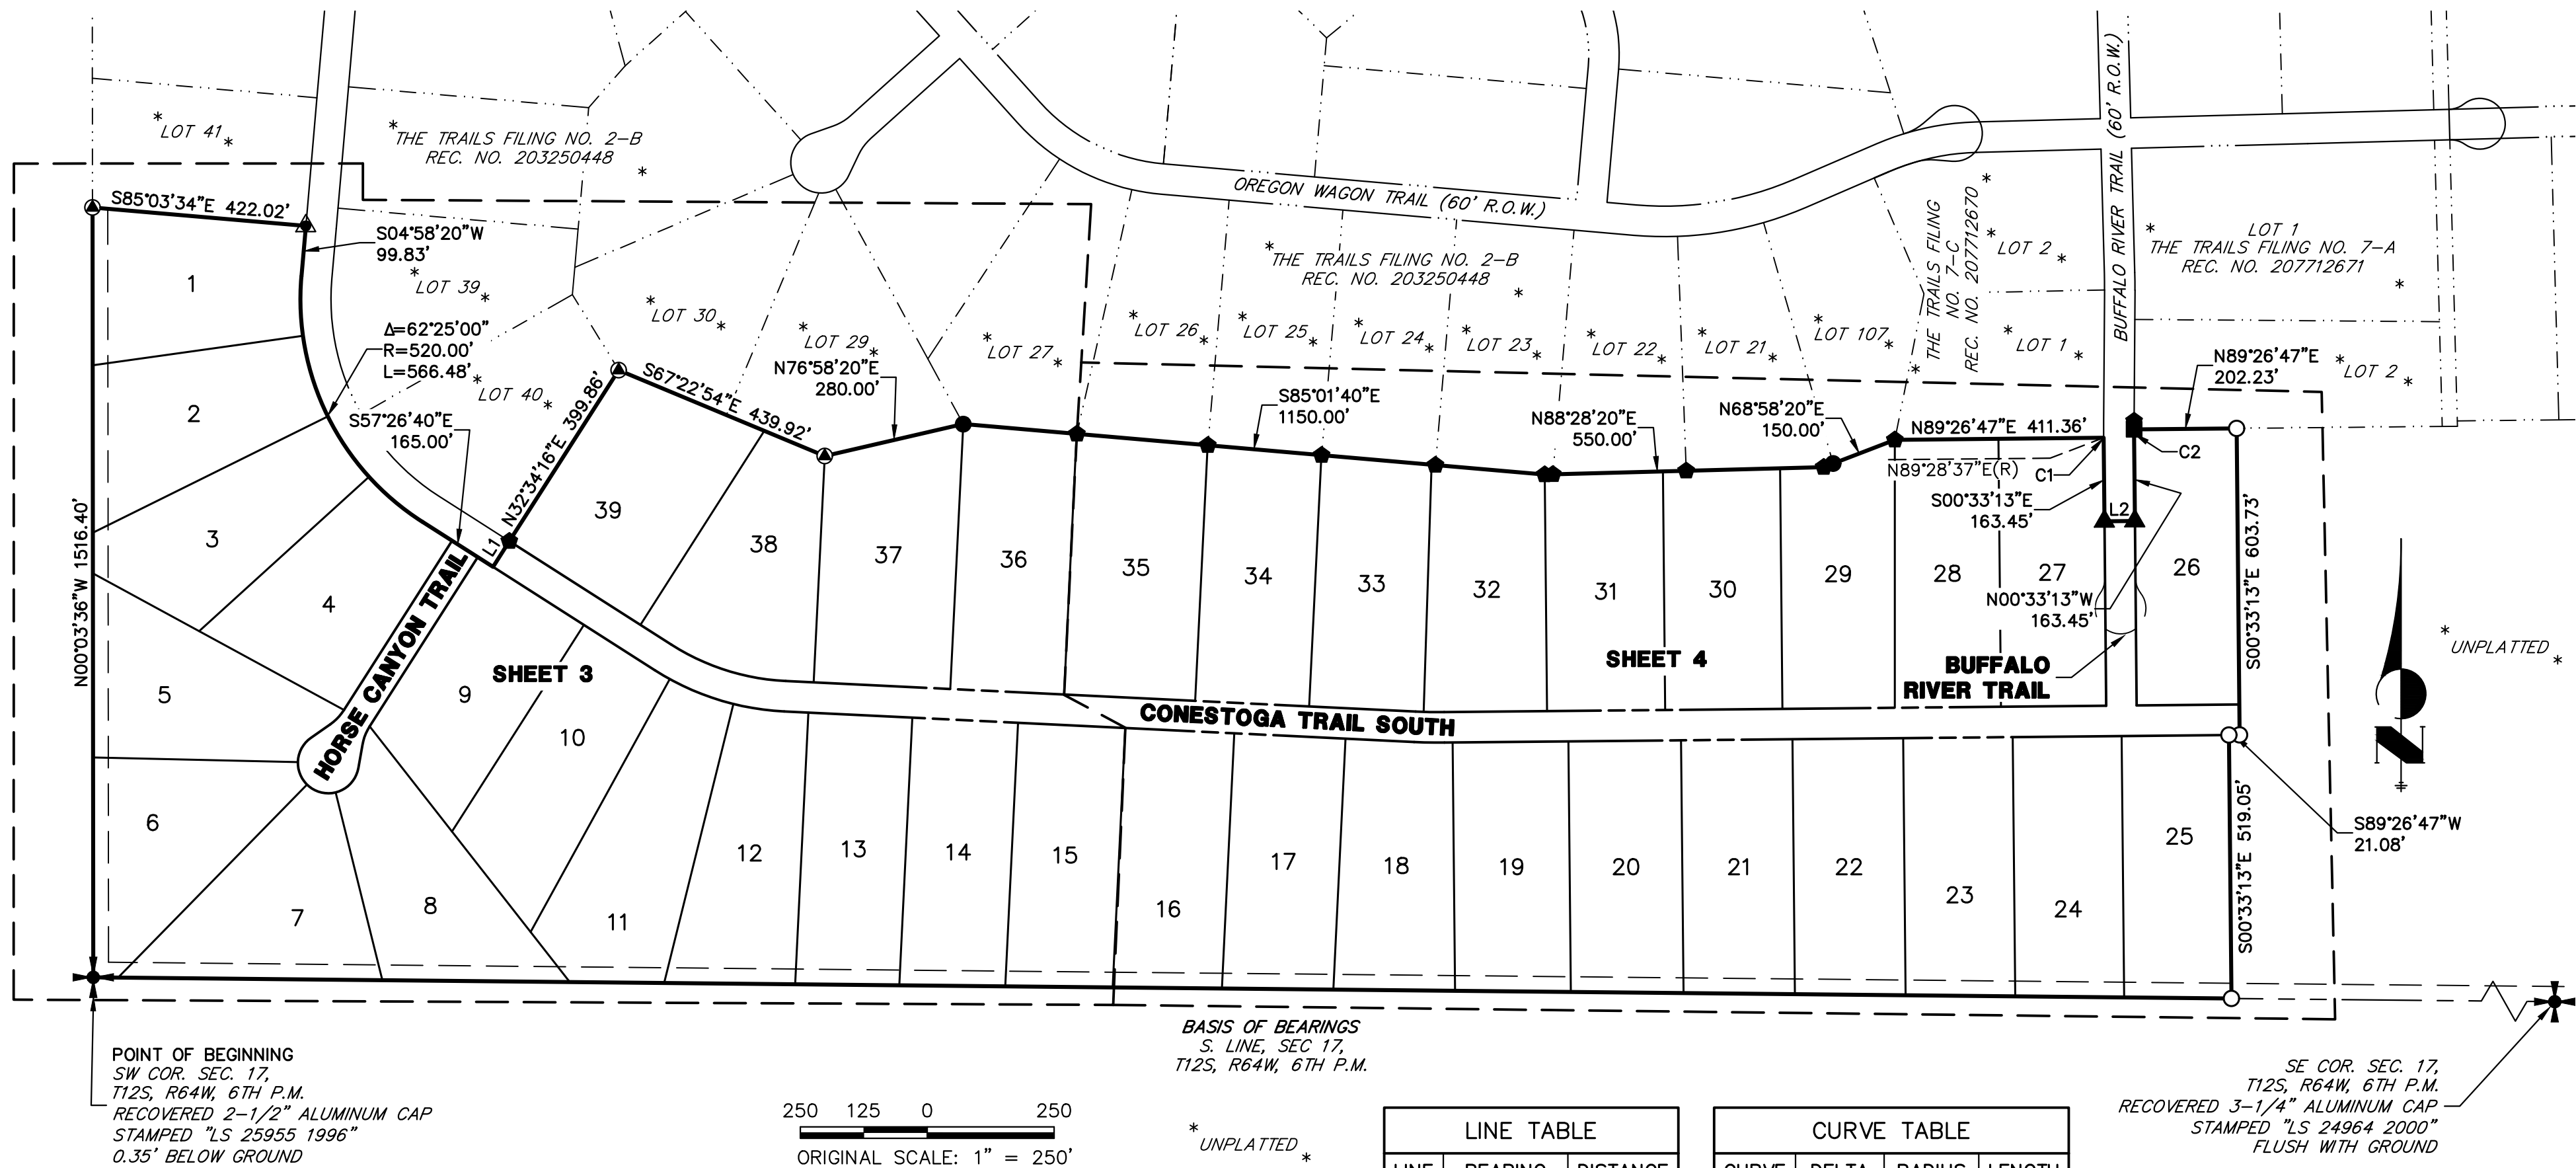 LOT 41
THE TRAILS FILING NO. 2-B
REC. NO. 203250448
OREGON WAGON TRAIL (60' R.O.W.)
BUFFALO RIVER TRAIL (60' R.O.W.)
THE TRAILS FILING
NO. 7-C
REC. NO. 207712670
LOT 2
LOT 1
THE TRAILS FILING NO. 7-A
REC. NO. 207712671
S85°03'34"E 422.02'
S04°58'20"W
99.83'
1
LOT 39
LOT 30
LOT 29
LOT 27
THE TRAILS FILING NO. 2-B
REC. NO. 203250448
LOT 26
LOT 25
LOT 24
LOT 23
LOT 22
LOT 21
LOT 107
LOT 1
LOT 2
Δ=62°25'00"
R=520.00'
L=566.48'
LOT 40
S57°26'40"E
165.00'
N32°34'16"E 399.86'
S67°22'54"E 439.92'
N76°58'20"E
280.00'
S85°01'40"E
1150.00'
N88°28'20"E
550.00'
N68°58'20"E
150.00'
N89°26'47"E 411.36'
N89°28'37"E(R)
C1
C2
N89°26'47"E
202.23'
S00°33'13"E
163.45'
L2
N00°33'13"W
163.45'
S00°33'13"E 603.73'
N00°03'36"W 1516.40'
2
3
4
5
6
7
8
9
10
11
12
13
14
15
16
17
18
19
20
21
22
23
24
25
26
27
28
29
30
31
32
33
34
35
36
37
38
39
L1
HORSE CANYON TRAIL
SHEET 3
SHEET 4
CONESTOGA TRAIL SOUTH
BUFFALO
RIVER TRAIL
UNPLATTED
N
S89°26'47"W
21.08'
S00°33'13"E 519.05'
POINT OF BEGINNING
SW COR. SEC. 17,
T12S, R64W, 6TH P.M.
RECOVERED 2-1/2" ALUMINUM CAP
STAMPED "LS 25955 1996"
0.35' BELOW GROUND
BASIS OF BEARINGS
S. LINE, SEC 17,
T12S, R64W, 6TH P.M.
SE COR. SEC. 17,
T12S, R64W, 6TH P.M.
RECOVERED 3-1/4" ALUMINUM CAP
STAMPED "LS 24964 2000"
FLUSH WITH GROUND
250 125 0 250
ORIGINAL SCALE: 1" = 250'
UNPLATTED
LINE TABLE
LINE BEARING DISTANCE
CURVE TABLE
CURVE DELTA RADIUS LENGTH